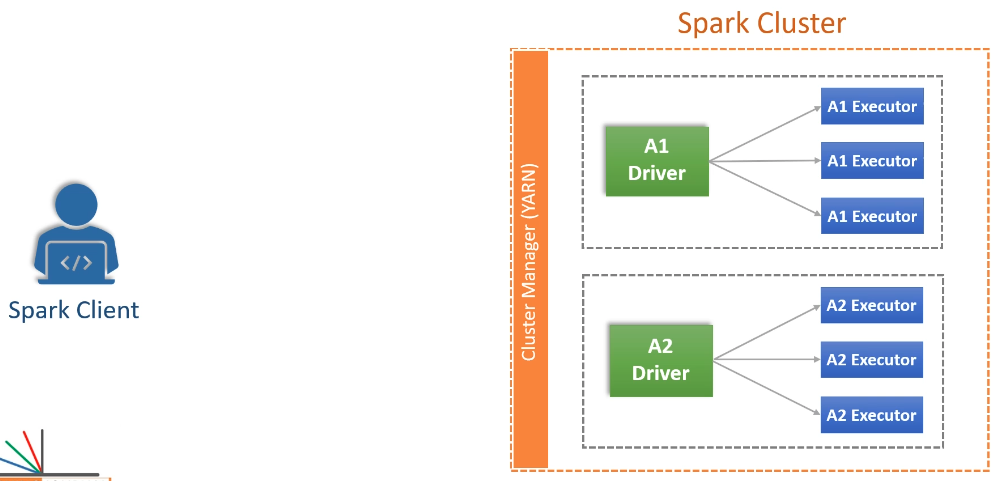 Spark Cluster
Cluster Manager (YARN)
A1
Driver
A1 Executor
A1 Executor
A1 Executor
A2
Driver
A2 Executor
A2 Executor
A2 Executor
</>
Spark Client